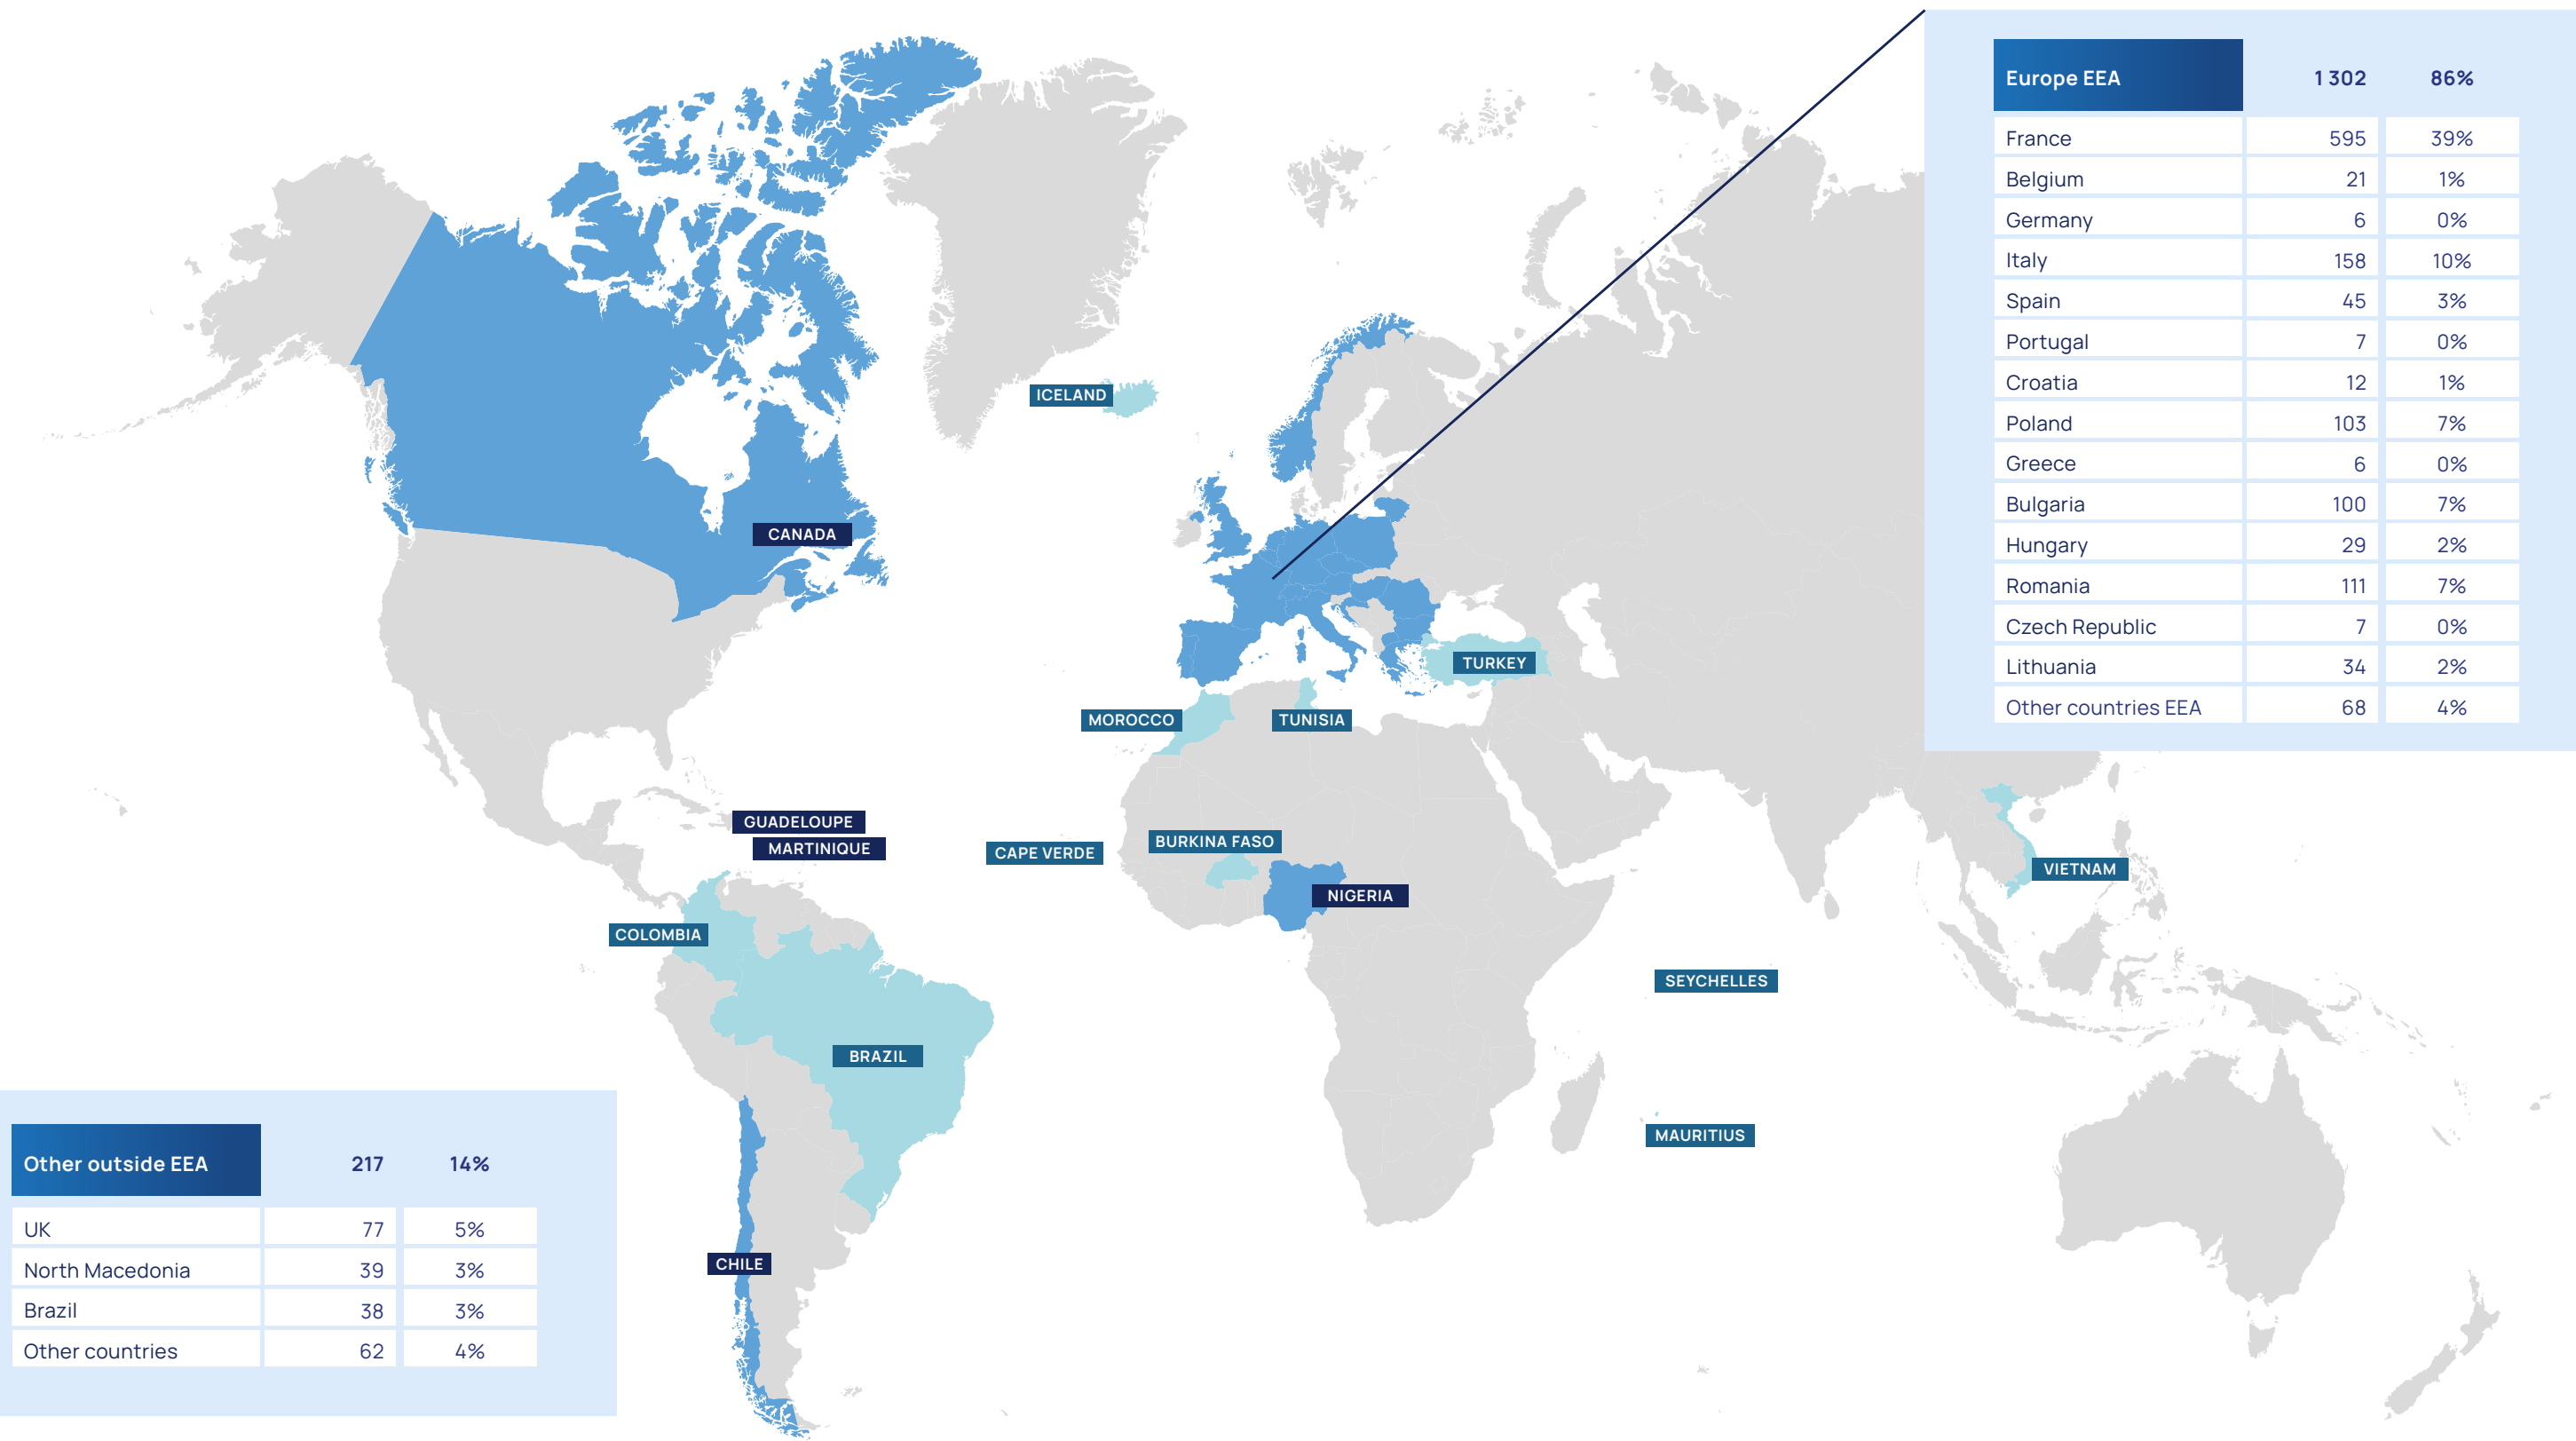 Europe EEA 1 302 86%
France 595 39%
Belgium 21 1%
Germany 6 0%
Italy 158 10%
Spain 45 3%
Portugal 7 0%
Croatia 12 1%
Poland 103 7%
Greece 6 0%
Bulgaria 100 7%
Hungary 29 2%
Romania 111 7%
Czech Republic 7 0%
Lithuania 34 2%
Other countries EEA 68 4%
ICELAND
CANADA
TURKEY
MOROCCO
TUNISIA
GUADELOUPE
MARTINIQUE
CAPE VERDE
BURKINA FASO
VIETNAM
NIGERIA
COLOMBIA
SEYCHELLES
BRAZIL
MAURITIUS
CHILE
Other outside EEA 217 14%
UK 77 5%
North Macedonia 39 3%
Brazil 38 3%
Other countries 62 4%